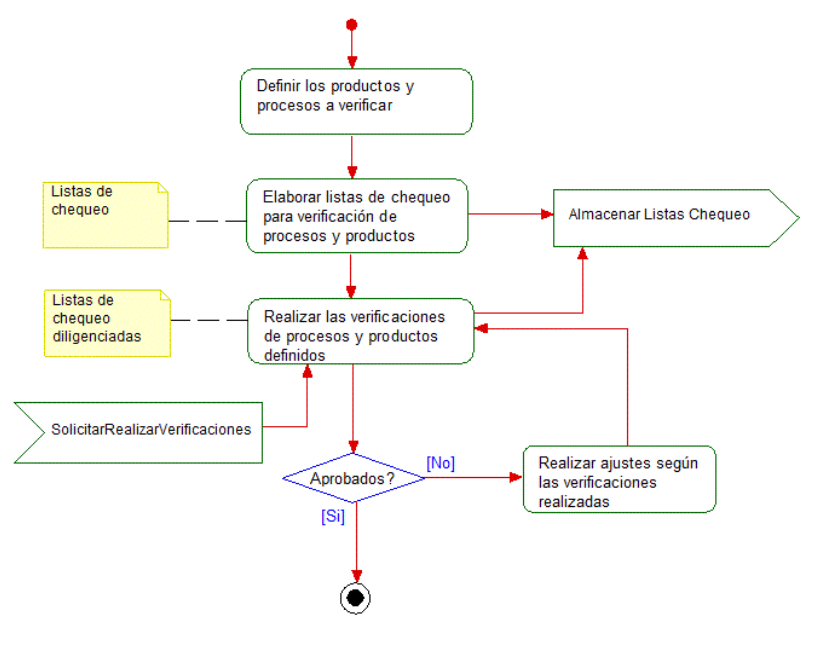 Definir los productos y
procesos a verificar
Listas de
chequeo
Elaborar listas de chequeo
para verificación de
procesos y productos
Almacenar Listas Chequeo
Listas de
chequeo
diligenciadas
Realizar las verificaciones
de procesos y productos
definidos
SolicitarRealizarVerificaciones
Aprobados?
[No]
Realizar ajustes según
las verificaciones
realizadas
[Si]